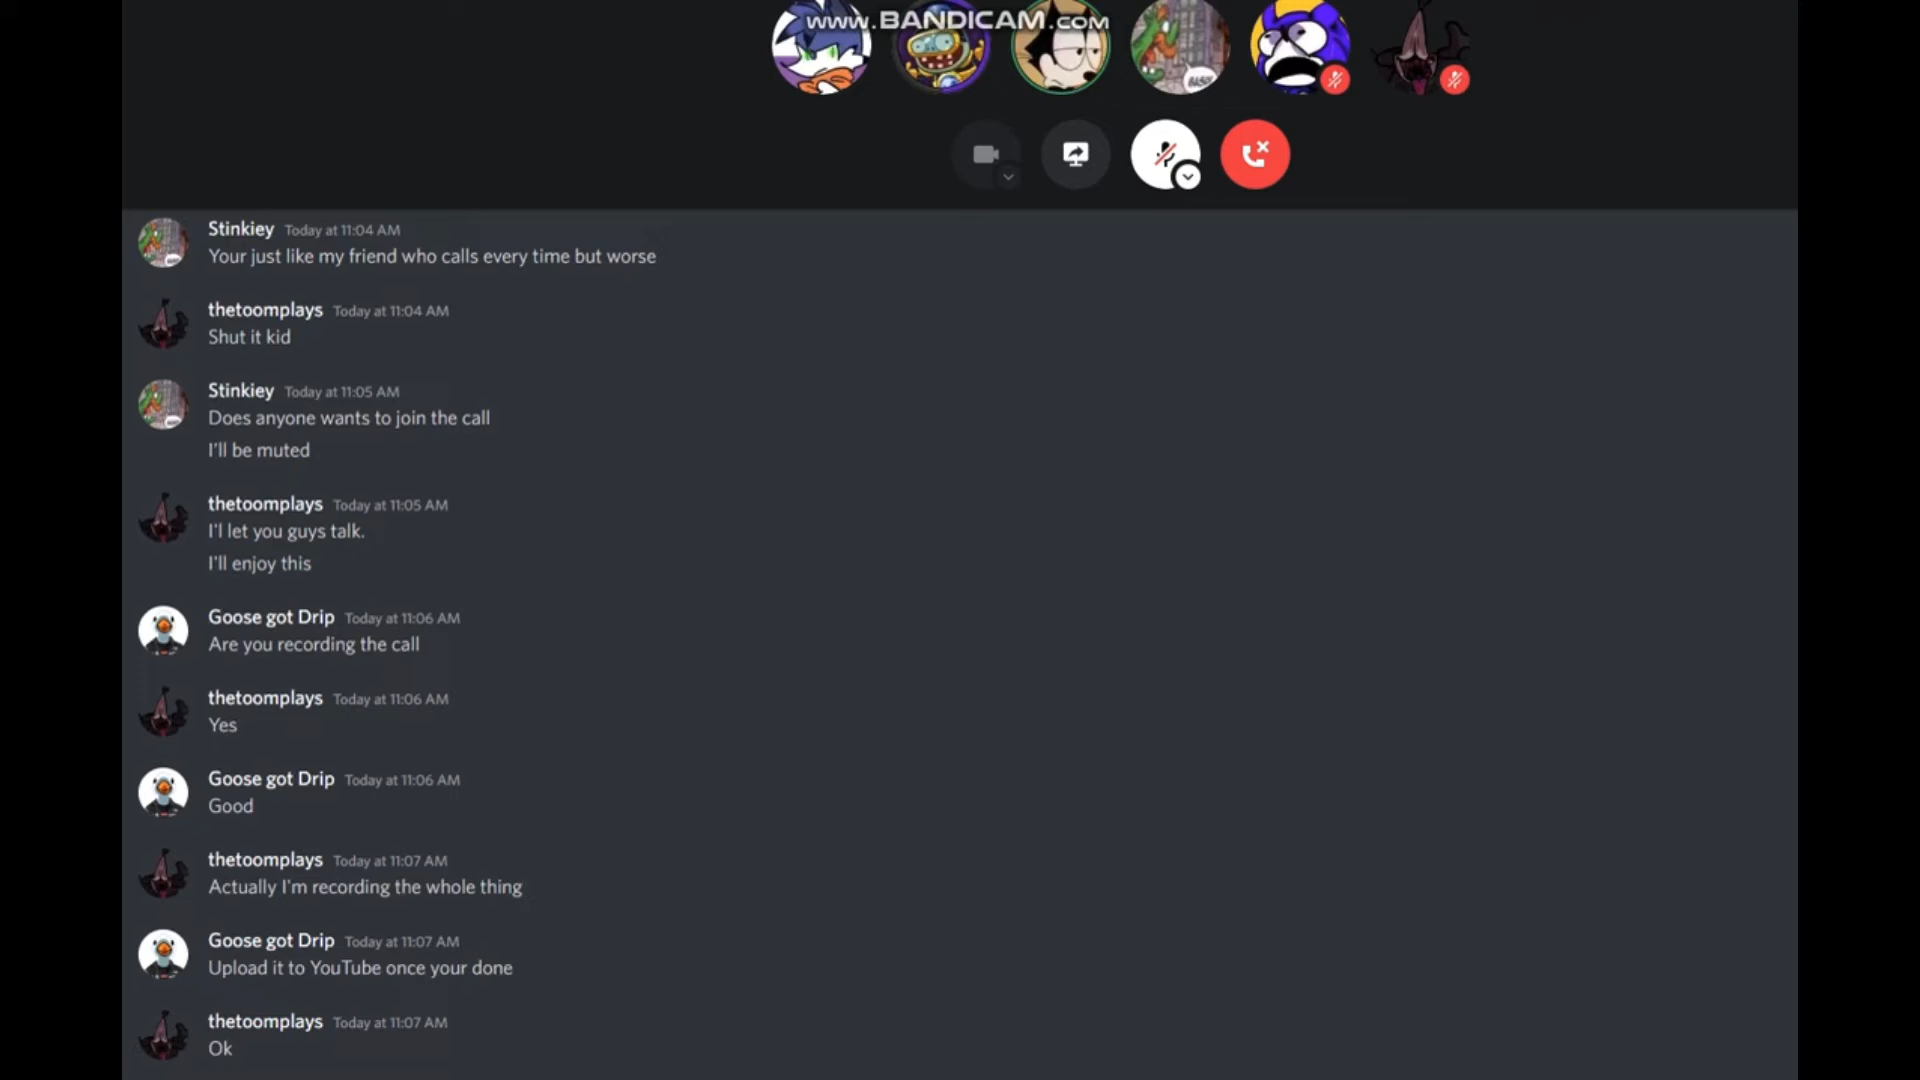 www.BANDICAM.com
BASO!
Stinkiey Today at 11:04 AM
Your just like my friend who calls every time but worse
thetoomplays Today at 11:04 AM
Shut it kid
Stinkiey Today at 11:05 AM
Does anyone wants to join the call
I'll be muted
thetoomplays Today at 11:05 AM
I'l let you guys talk.
I'll enjoy this
Goose got Drip Today at 11:06 AM
Are you recording the call
thetoomplays Today at 11:06 AM
Yes
Goose got Drip Today at 11:06 AM
Good
thetoomplays Today at 11:07 AM
Actually I'm recording the whole thing
Goose got Drip Today at 11:07 AM
Upload it to YouTube once your done
thetoomplays Today at 11:07 AM
Ok